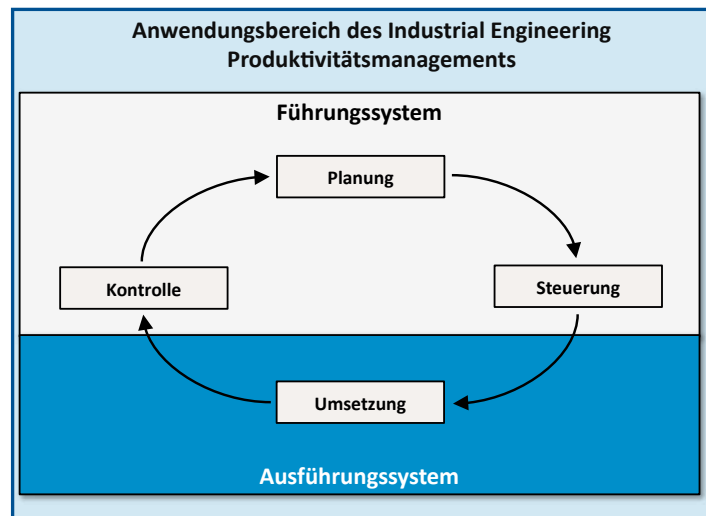 Anwendungsbereich des Industrial Engineering
Produktivitätsmanagements
Führungssystem
Planung
Kontrolle
Steuerung
Umsetzung
Ausführungssystem